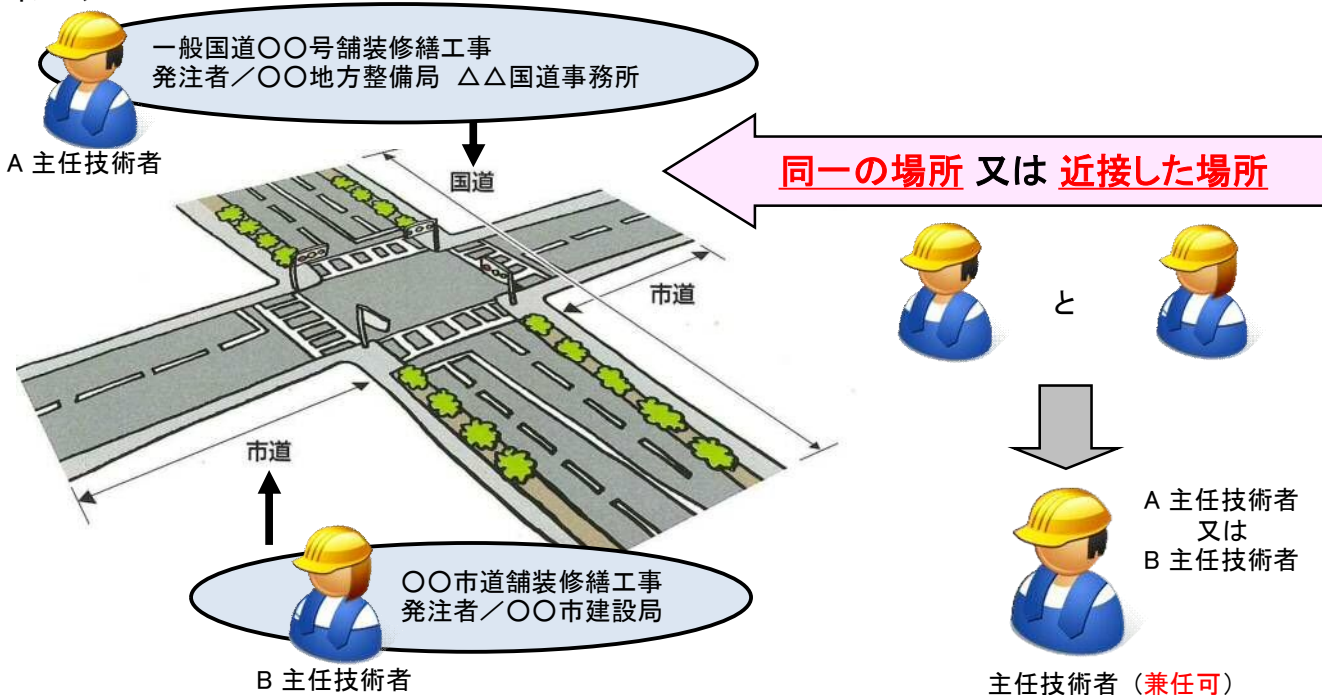 一般国道〇〇号舗装修繕工事
発注者／〇〇地方整備局 △△国道事務所
A 主任技術者
国道
同一の場所 又は 近接した場所
市道
と
市道
A 主任技術者
又は
B 主任技術者
〇〇市道舗装修繕工事
発注者／〇〇市建設局
B 主任技術者
主任技術者（兼任可）